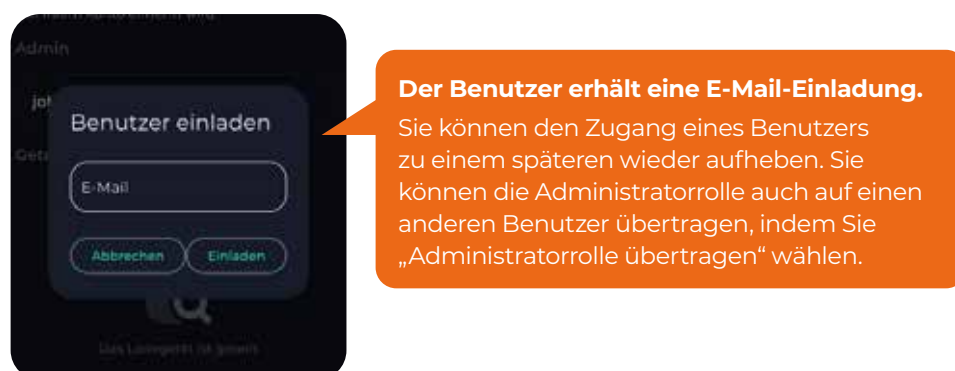 Admin
Benutzer einladen
E-Mail
Abbrechen
Einladen
Der Benutzer erhält eine E-Mail-Einladung.
Sie können den Zugang eines Benutzers
zu einem späteren wieder aufheben. Sie
können die Administratorrolle auch auf einen
anderen Benutzer übertragen, indem Sie
„Administratorrolle übertragen“ wählen.